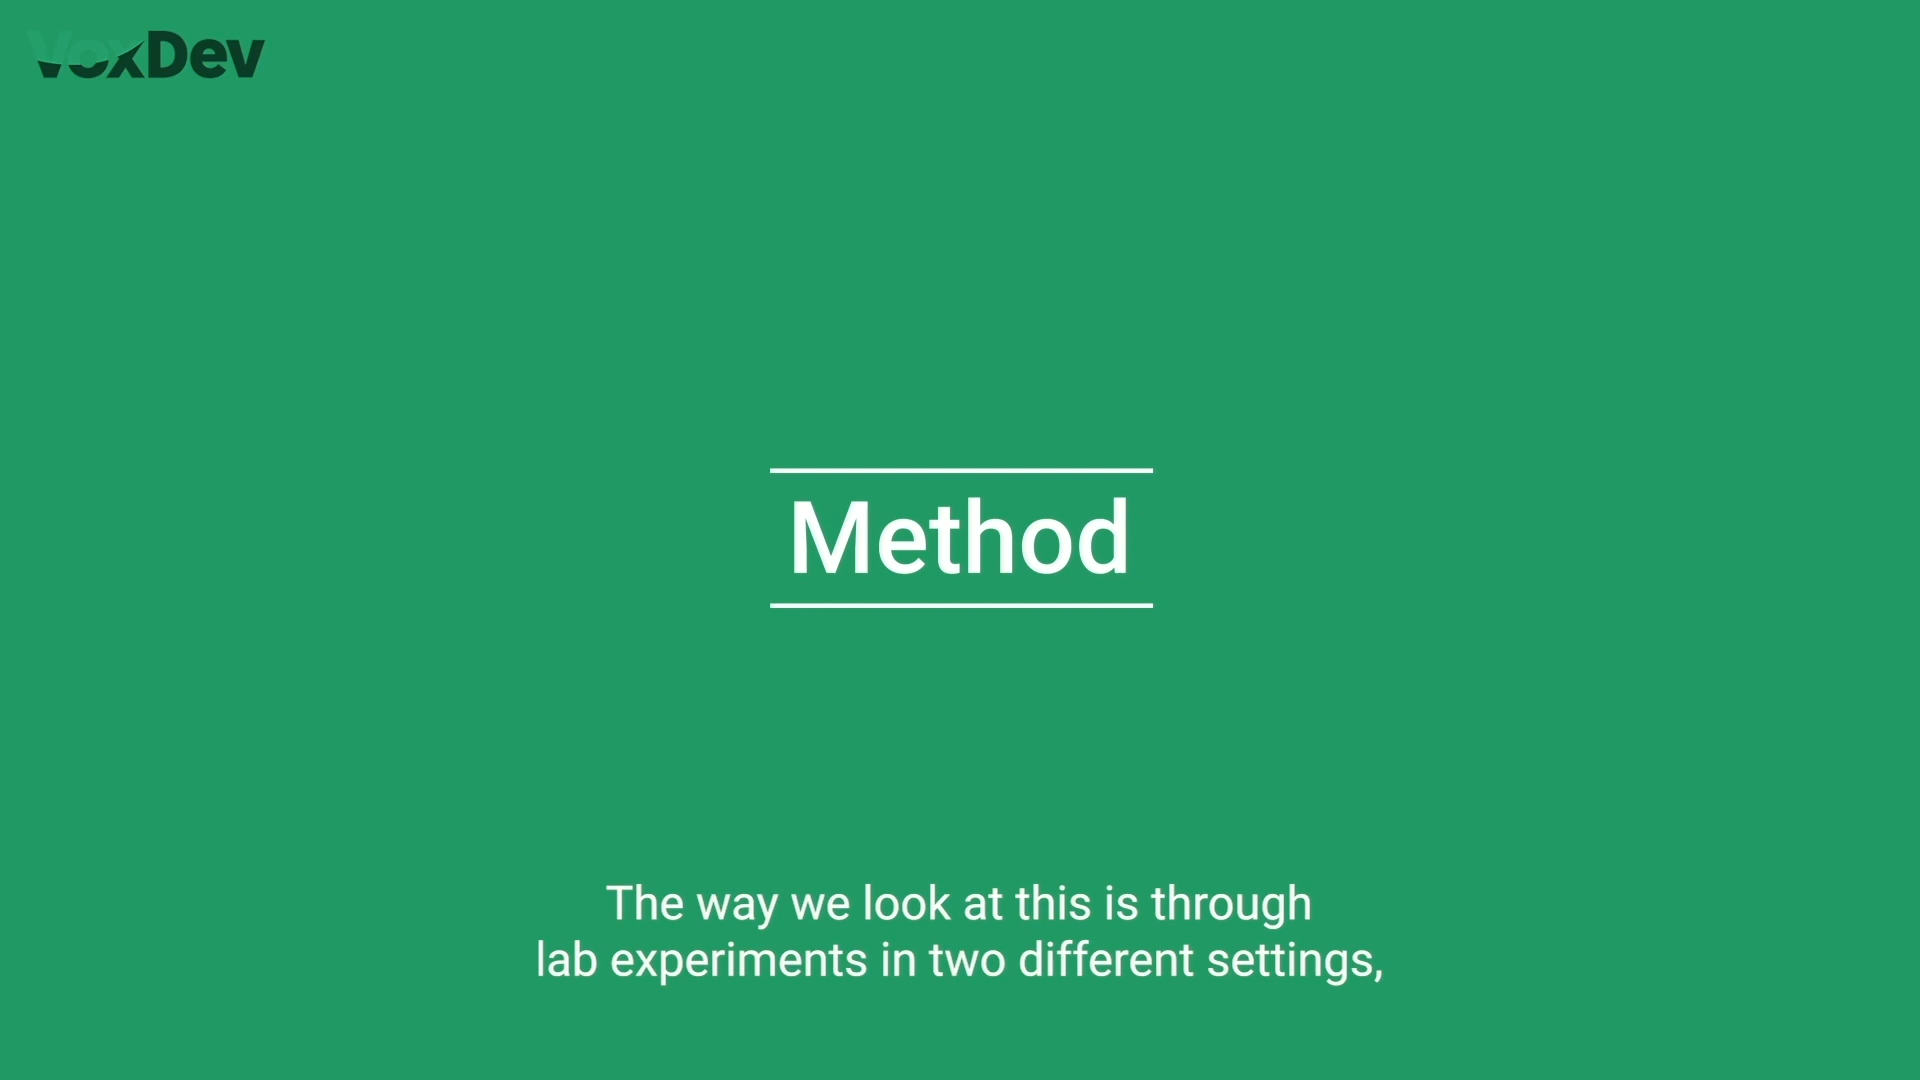 VoxDev
Method
The way we look at this is through
lab experiments in two different settings,